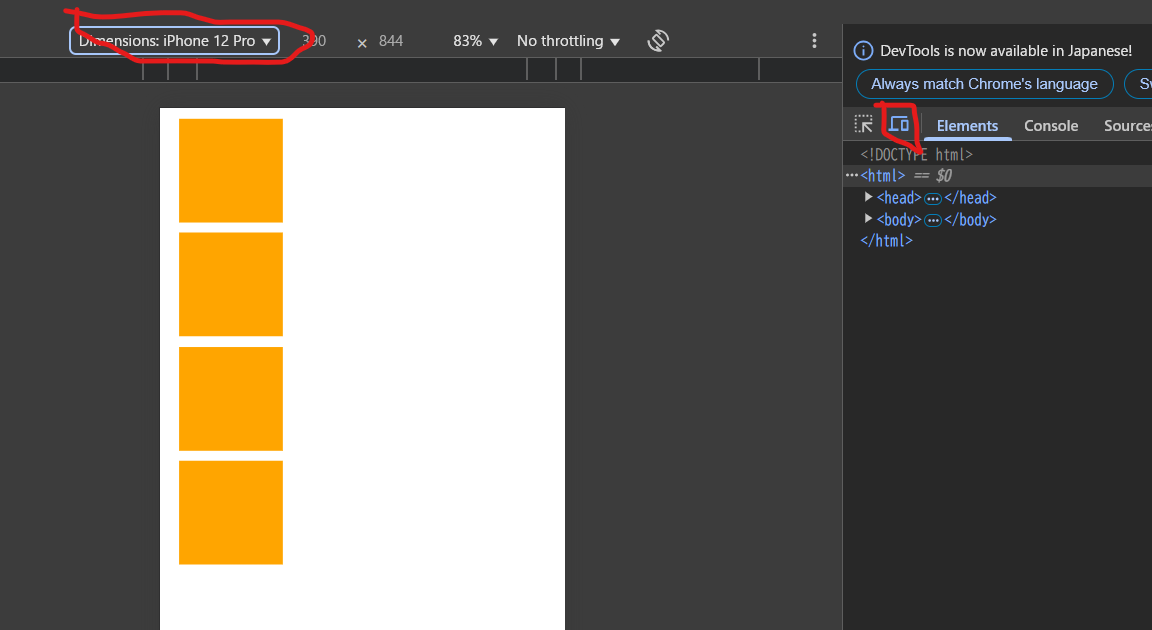 Dimensions: iPhone 12 Pro ▼ 390 × 844 83% ▼ No throttling ▼
DevTools is now available in Japanese!
Always match Chrome's language
Elements Console Sources
<!DOCTYPE html>
<html> == $0
<head> </head>
<body> </body>
</html>